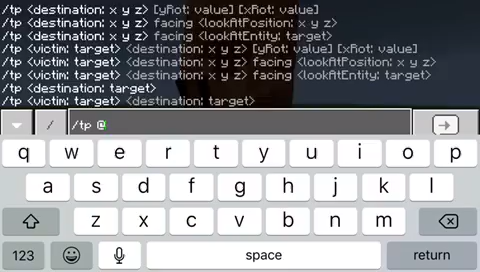 /tp <destination: x y z> [yRot: value] [xRot: value]
/tp <destination: x y z> facing <lookAtPosition: x y z>
/tp <destination: x y z> facing <lookAtEntity: target>
/tp <victim: target> <destination: x y z> [yRot: value] [xRot: value]
/tp <victim: target> <destination: x y z> facing <lookAtPosition: x y z>
/tp <victim: target> <destination: x y z> facing <lookAtEntity: target>
/tp <destination: target>
/tp <victim: target> <destination: target>
/ /tp @
q w e r t y u i o p
a s d f g h j k l
z x c v b n m
123 space return